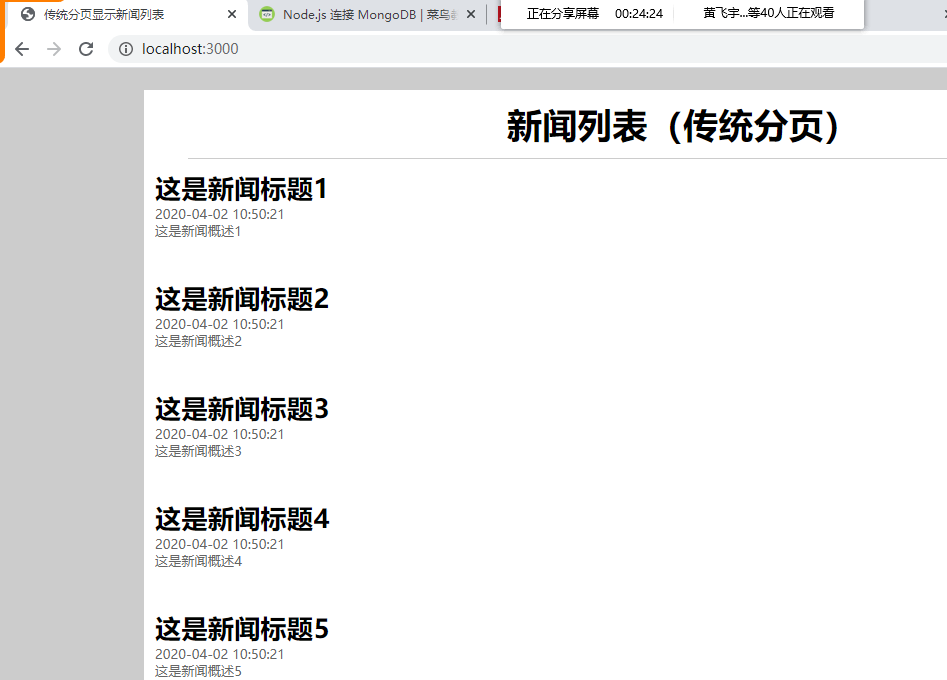 传统分页显示新闻列表
Node.js 连接 MongoDB | 菜鸟
正在分享屏幕 00:24:24 黄飞宇...等40人正在观看
localhost:3000
新闻列表（传统分页）
这是新闻标题1
2020-04-02 10:50:21
这是新闻概述1
这是新闻标题2
2020-04-02 10:50:21
这是新闻概述2
这是新闻标题3
2020-04-02 10:50:21
这是新闻概述3
这是新闻标题4
2020-04-02 10:50:21
这是新闻概述4
这是新闻标题5
2020-04-02 10:50:21
这是新闻概述5